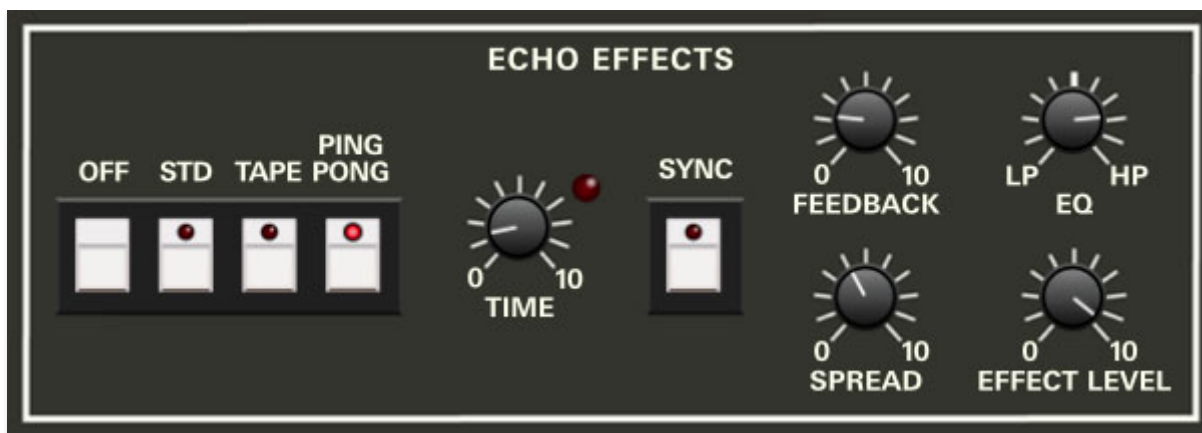 ECHO EFFECTS
OFF STD TAPE PING PONG
0 10
TIME
SYNC
0 10
FEEDBACK
LP HP
EQ
0 10
SPREAD
0 10
EFFECT LEVEL